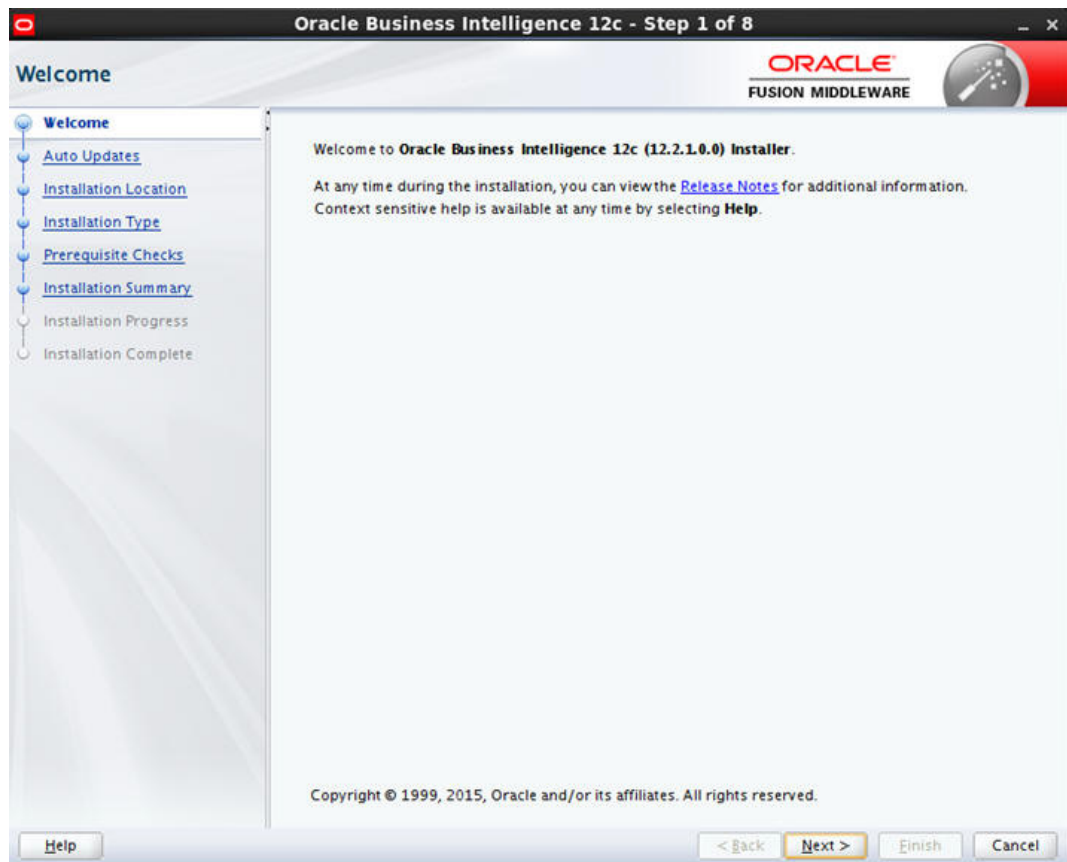 Oracle Business Intelligence 12c - Step 1 of 8
Welcome
ORACLE
FUSION MIDDLEWARE
Welcome
Auto Updates
Installation Location
Installation Type
Prerequisite Checks
Installation Summary
Installation Progress
Installation Complete
Welcome to Oracle Business Intelligence 12c (12.2.1.0.0) Installer.
At any time during the installation, you can view the Release Notes for additional information.
Context sensitive help is available at any time by selecting Help.
Copyright © 1999, 2015, Oracle and/or its affiliates. All rights reserved.
Help
< Back
Next >
Finish
Cancel